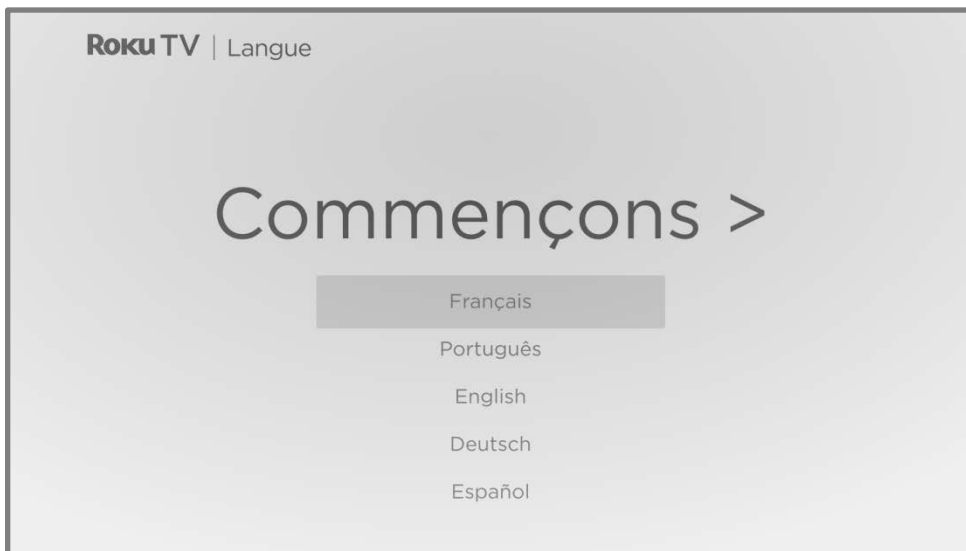 Roku TV | Langue
Commençons >
Français
Português
English
Deutsch
Español